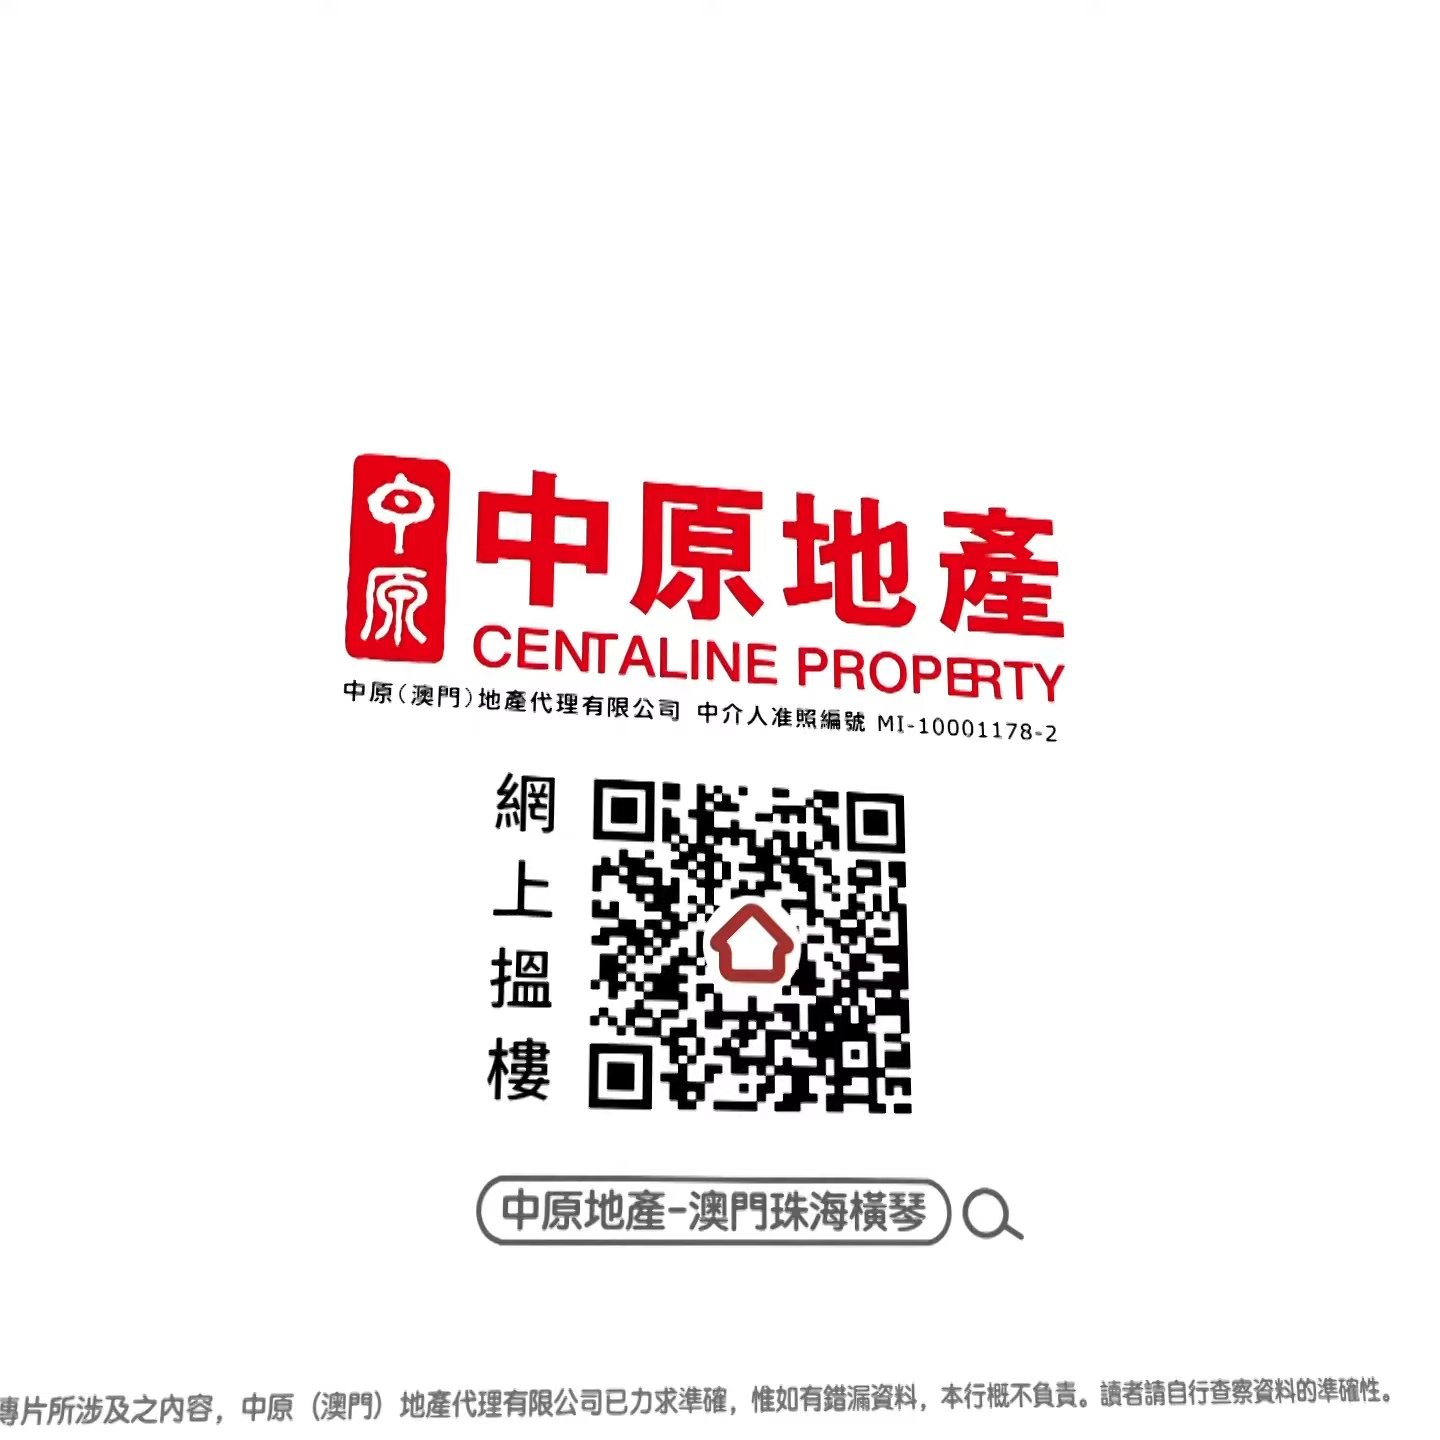 中原
中原地產
CENTALINE PROPERTY
中原(澳門)地產代理有限公司 中介人准照編號 MI-10001178-2
網上搵樓
中原地產-澳門珠海橫琴
傳片所涉及之內容，中原（澳門）地產代理有限公司已力求準確，惟如有錯漏資料，本行概不負責。讀者請自行查察資料的準確性。